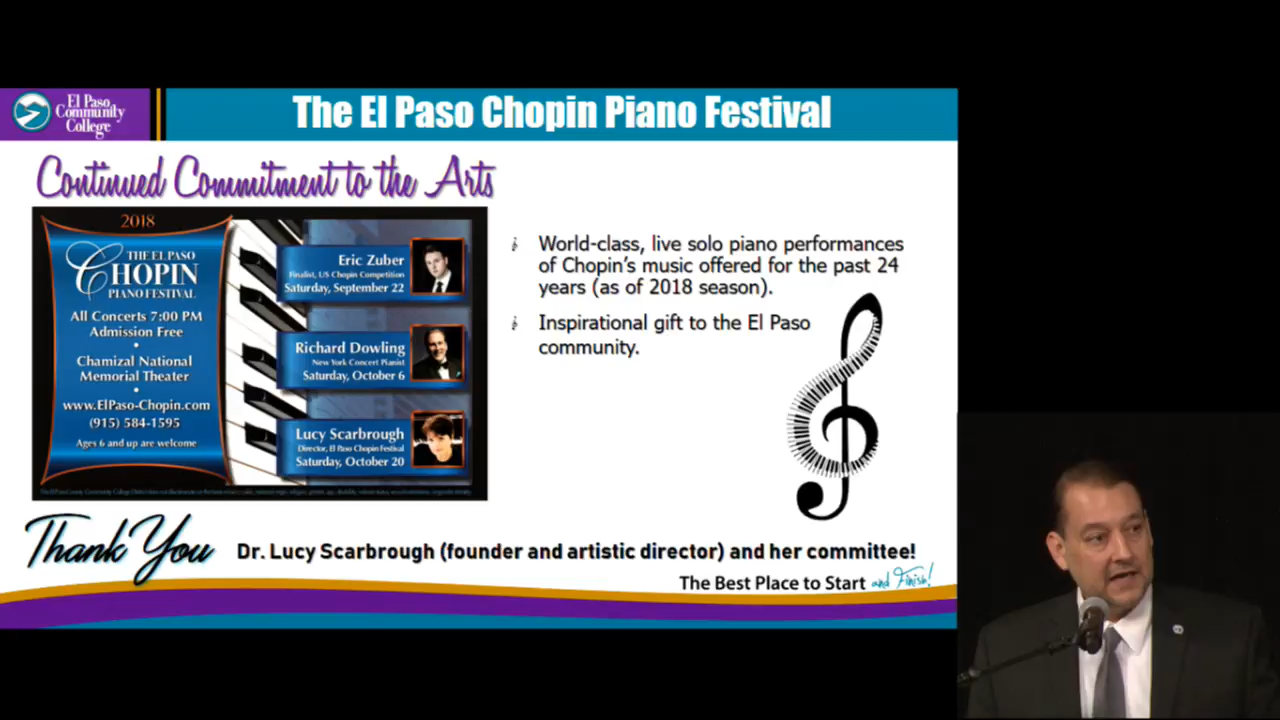 El Paso
Community
College
The El Paso Chopin Piano Festival
Continued Commitment to the Arts
2018
THE EL PASO
CHOPIN
PIANO FESTIVAL
All Concerts 7:00 PM
Admission Free
•
Chamizal National
Memorial Theater
•
www.ElPaso-Chopin.com
(915) 584-1595
Ages 6 and up are welcome
Eric Zuber
Finalist, US Chopin Competition
Saturday, September 22
Richard Dowling
New York Concert Pianist
Saturday, October 6
Lucy Scarbrough
Director, El Paso Chopin Festival
Saturday, October 20
World-class, live solo piano performances
of Chopin's music offered for the past 24
years (as of 2018 season).
Inspirational gift to the El Paso
community.
Thank You
Dr. Lucy Scarbrough (founder and artistic director) and her committee!
The Best Place to Start and Finish!